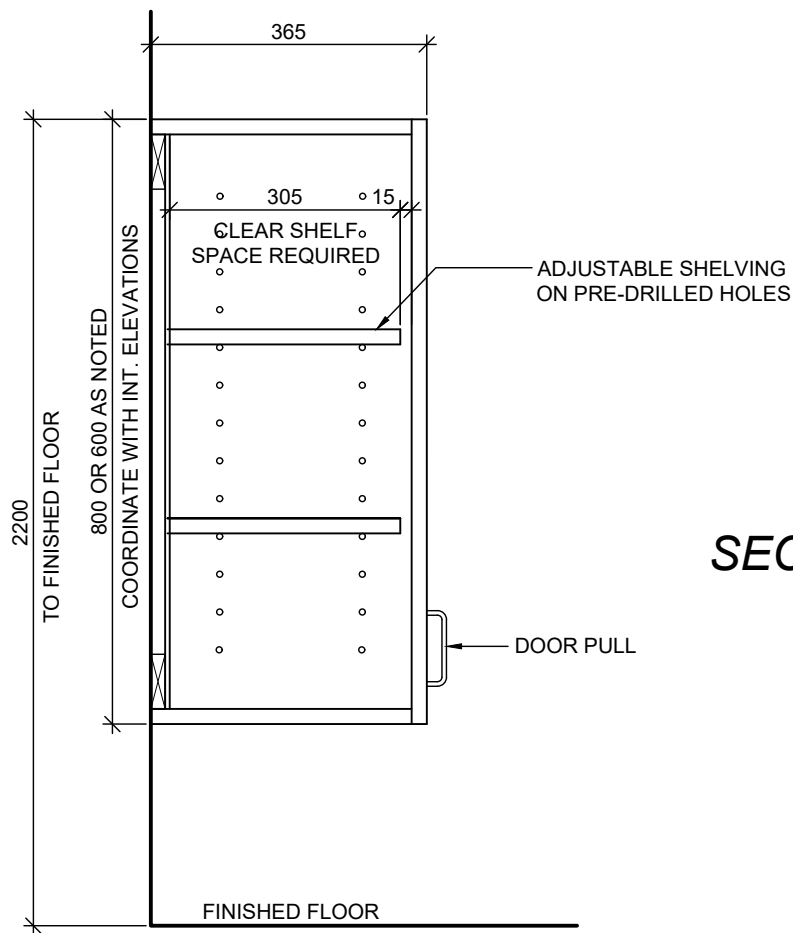 365
305
15
CLEAR SHELF
SPACE REQUIRED
ADJUSTABLE SHELVING
ON PRE-DRILLED HOLES
800 OR 600 AS NOTED
COORDINATE WITH INT. ELEVATIONS
2200
TO FINISHED FLOOR
SEC
DOOR PULL
FINISHED FLOOR